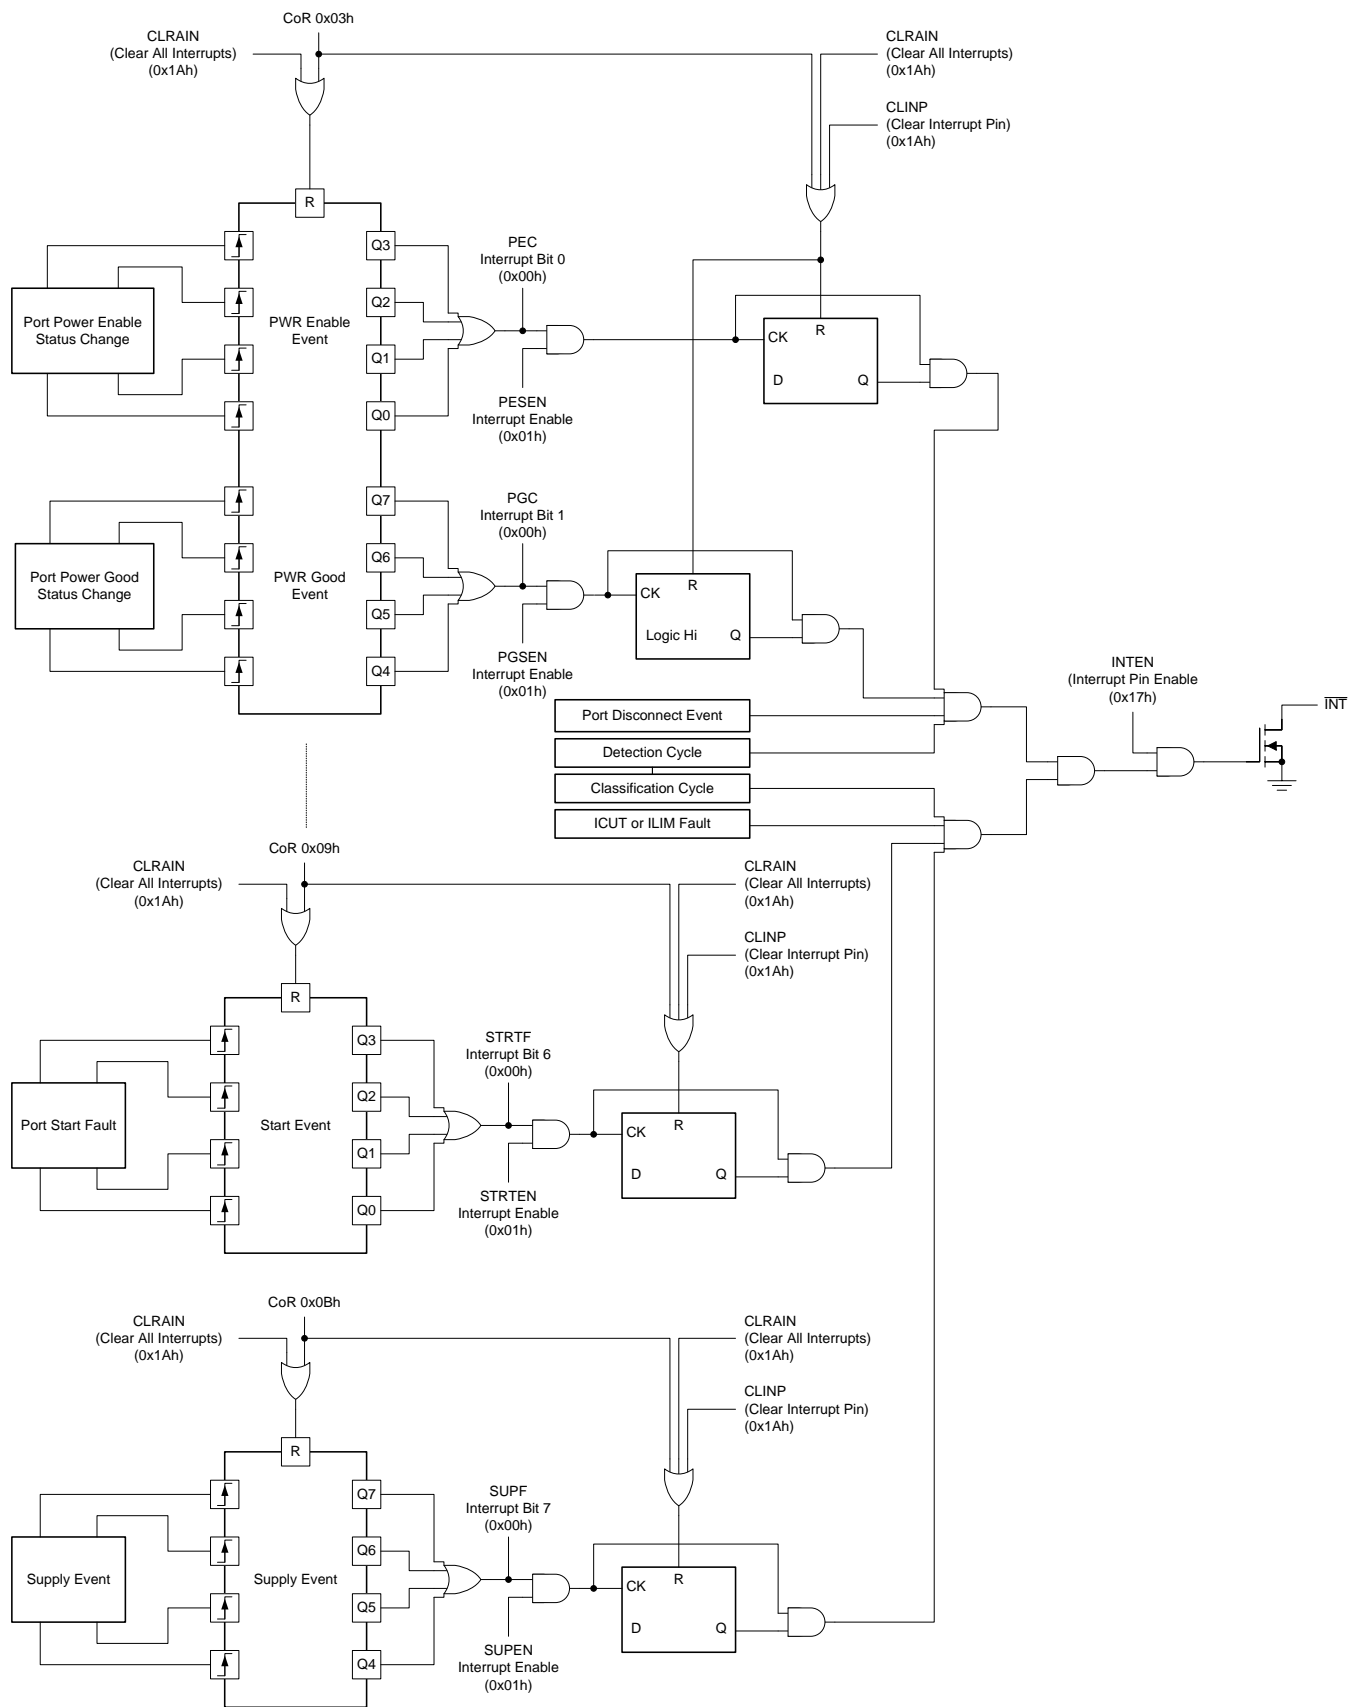 CoR 0x03h
CLRAIN
(Clear All Interrupts)
(0x1Ah)
CLRAIN
(Clear All Interrupts)
(0x1Ah)
CLINP
(Clear Interrupt Pin)
(0x1Ah)
R
Port Power Enable
Status Change
PWR Enable
Event
Q3
Q2
Q1
Q0
PEC
Interrupt Bit 0
(0x00h)
PESEN
Interrupt Enable
(0x01h)
R
CK
D
Q
Port Power Good
Status Change
PWR Good
Event
Q7
Q6
Q5
Q4
PGC
Interrupt Bit 1
(0x00h)
PGSEN
Interrupt Enable
(0x01h)
R
CK
Logic Hi
Q
Port Disconnect Event
Detection Cycle
Classification Cycle
ICUT or ILIM Fault
INTEN
(Interrupt Pin Enable
(0x17h)
INT
CoR 0x09h
CLRAIN
(Clear All Interrupts)
(0x1Ah)
CLRAIN
(Clear All Interrupts)
(0x1Ah)
CLINP
(Clear Interrupt Pin)
(0x1Ah)
R
Port Start Fault
Start Event
Q3
Q2
Q1
Q0
STRTF
Interrupt Bit 6
(0x00h)
STRTEN
Interrupt Enable
(0x01h)
R
CK
D
Q
CoR 0x0Bh
CLRAIN
(Clear All Interrupts)
(0x1Ah)
CLRAIN
(Clear All Interrupts)
(0x1Ah)
CLINP
(Clear Interrupt Pin)
(0x1Ah)
R
Supply Event
Supply Event
Q7
Q6
Q5
Q4
SUPF
Interrupt Bit 7
(0x00h)
SUPEN
Interrupt Enable
(0x01h)
R
CK
D
Q